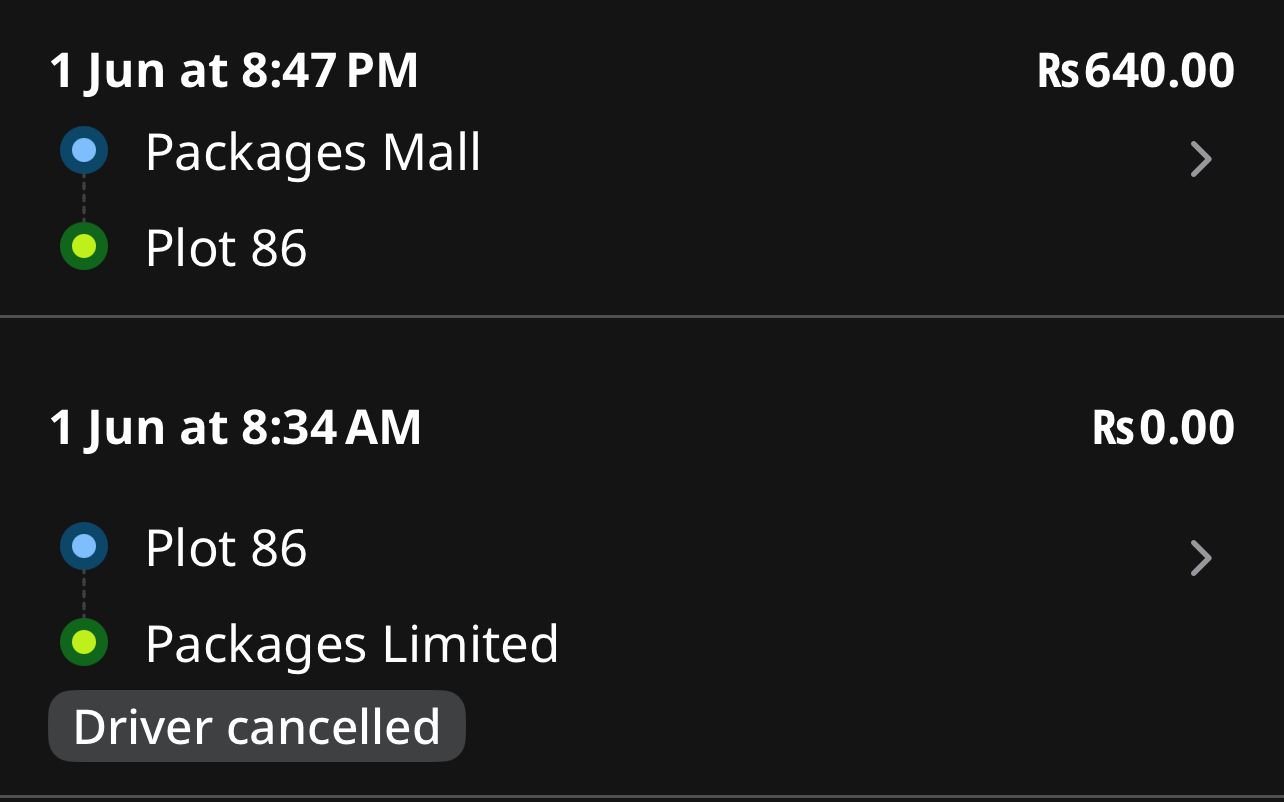 1 Jun at 8:47 PM ₨640.00
Packages Mall
Plot 86
1 Jun at 8:34 AM ₨0.00
Plot 86
Packages Limited
Driver cancelled